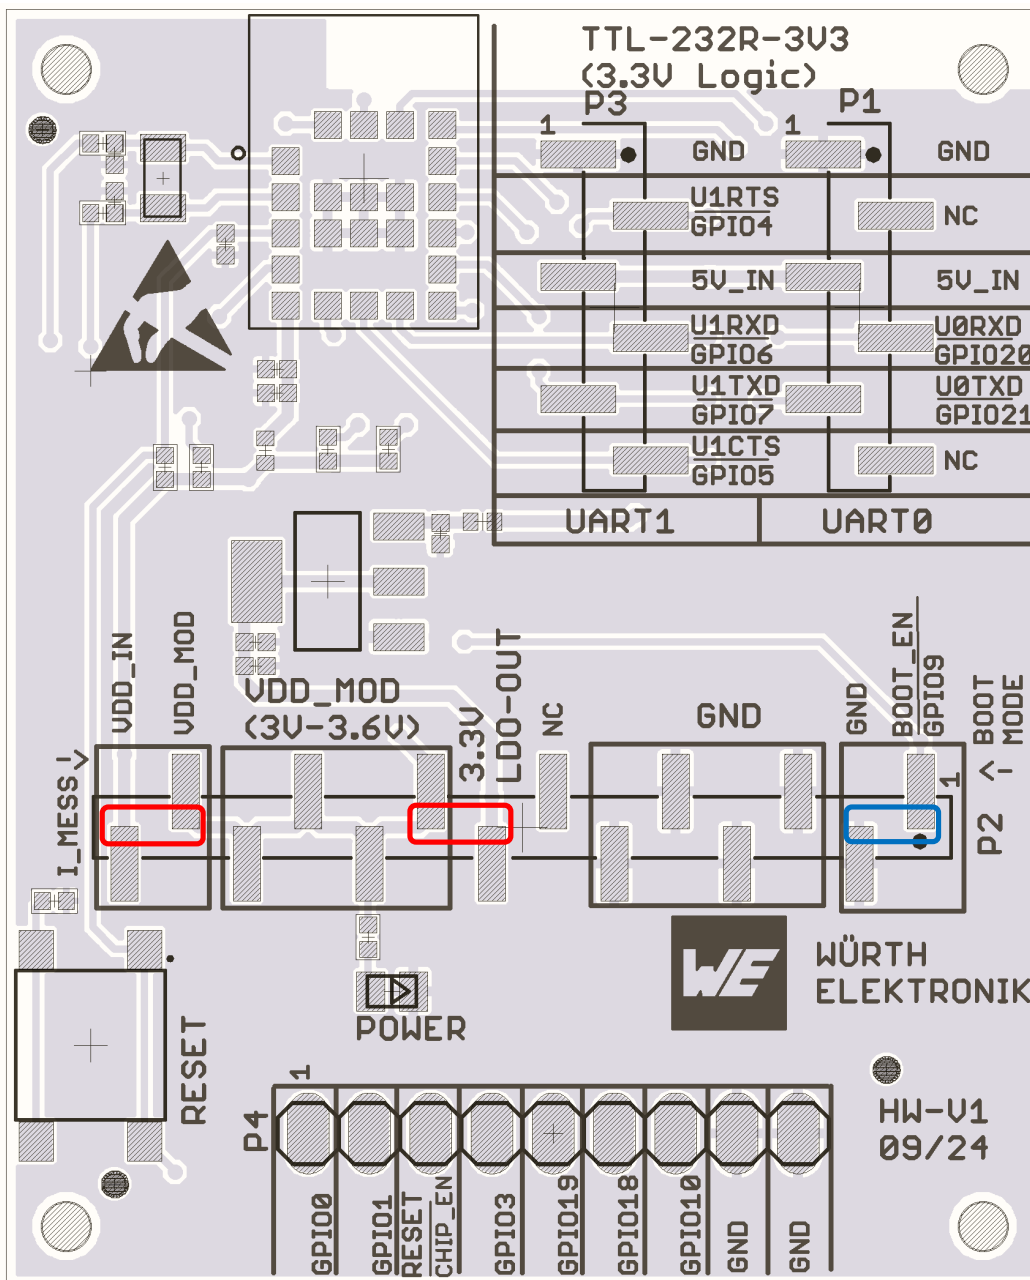 TTL-232R-3V3
(3.3V Logic)
P3
P1
1
1
GND
GND
U1RTS
GPIO4
NC
5V_IN
5V_IN
U1RXD
GPIO6
U0RXD
GPIO20
U1TXD
GPIO7
U0TXD
GPIO21
U1CTS
GPIO5
NC
UART1
UART0
VDD_IN
VDD_MOD
VDD_MOD
(3V-3.6V)
3.3V
LDO-OUT
NC
GND
GND
BOOT_EN
GPIO9
BOOT
<- MODE
I_MESS
1
P2
WE
WÜRTH
ELEKTRONIK
POWER
RESET
P4
1
HW-V1
09/24
GPIO0
GPIO1
RESET
CHIP_EN
GPIO3
GPIO19
GPIO18
GPIO10
GND
GND